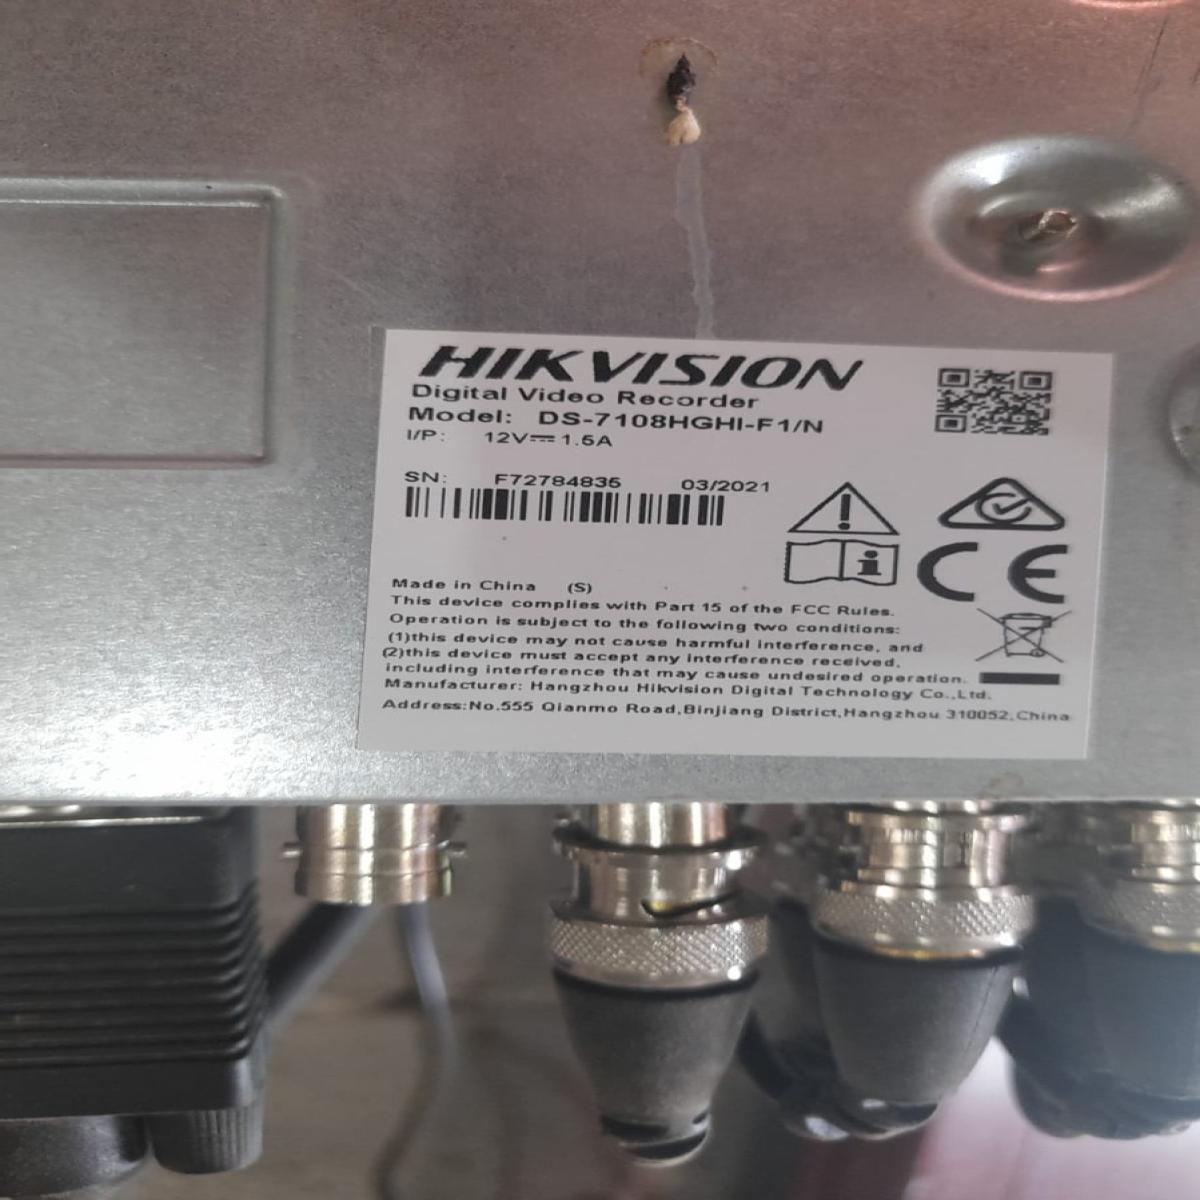 HIKVISION
Digital Video Recorder
Model: DS-7108HGHI-F1/N
I/P: 12V⎓1.5A
SN: F72784835 03/2021
Made in China (S)
This device complies with Part 15 of the FCC Rules.
Operation is subject to the following two conditions:
(1)this device may not cause harmful interference, and
(2)this device must accept any interference received,
including interference that may cause undesired operation.
Manufacturer: Hangzhou Hikvision Digital Technology Co.,Ltd.
Address:No.555 Qianmo Road,Binjiang District,Hangzhou 310052,China
CE